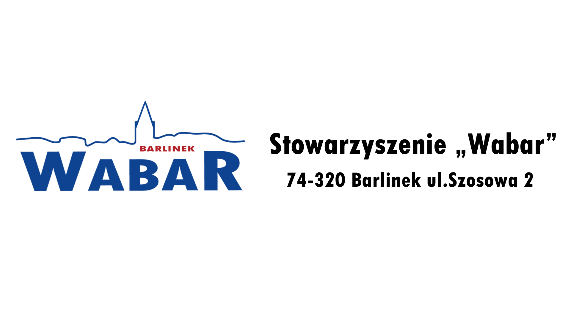 BARLINEK
WABAR
Stowarzyszenie „Wabar”
74-320 Barlinek ul.Szosowa 2